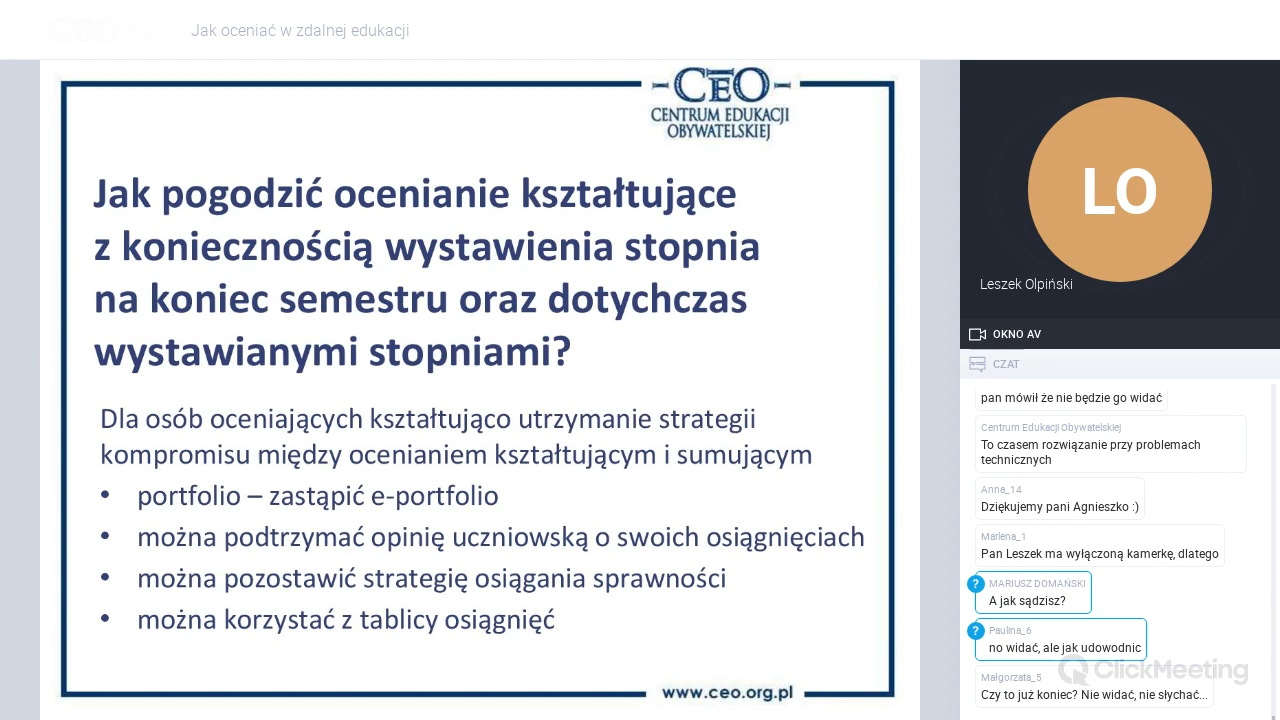 Jak oceniać w zdalnej edukacji
CEO
CENTRUM EDUKACJI
OBYWATELSKIEJ
Jak pogodzić ocenianie kształtujące
z koniecznością wystawienia stopnia
na koniec semestru oraz dotychczas
wystawianymi stopniami?
Dla osób oceniających kształtująco utrzymanie strategii
kompromisu między ocenianiem kształtującym i sumującym
• portfolio – zastąpić e-portfolio
• można podtrzymać opinię uczniowską o swoich osiągnięciach
• można pozostawić strategię osiągania sprawności
• można korzystać z tablicy osiągnięć
www.ceo.org.pl
LO
Leszek Olpiński
OKNO AV
CZAT
pan mówił że nie będzie go widać
Centrum Edukacji Obywatelskiej
To czasem rozwiązanie przy problemach
technicznych
Anna_14
Dziękujemy pani Agnieszko :)
Marlena_1
Pan Leszek ma wyłączoną kamerkę, dlatego
? MARIUSZ DOMAŃSKI
A jak sądzisz?
? Paulina_6
no widać, ale jak udowodnic
ClickMeeting
Małgorzata_5
Czy to już koniec? Nie widać, nie słychać...